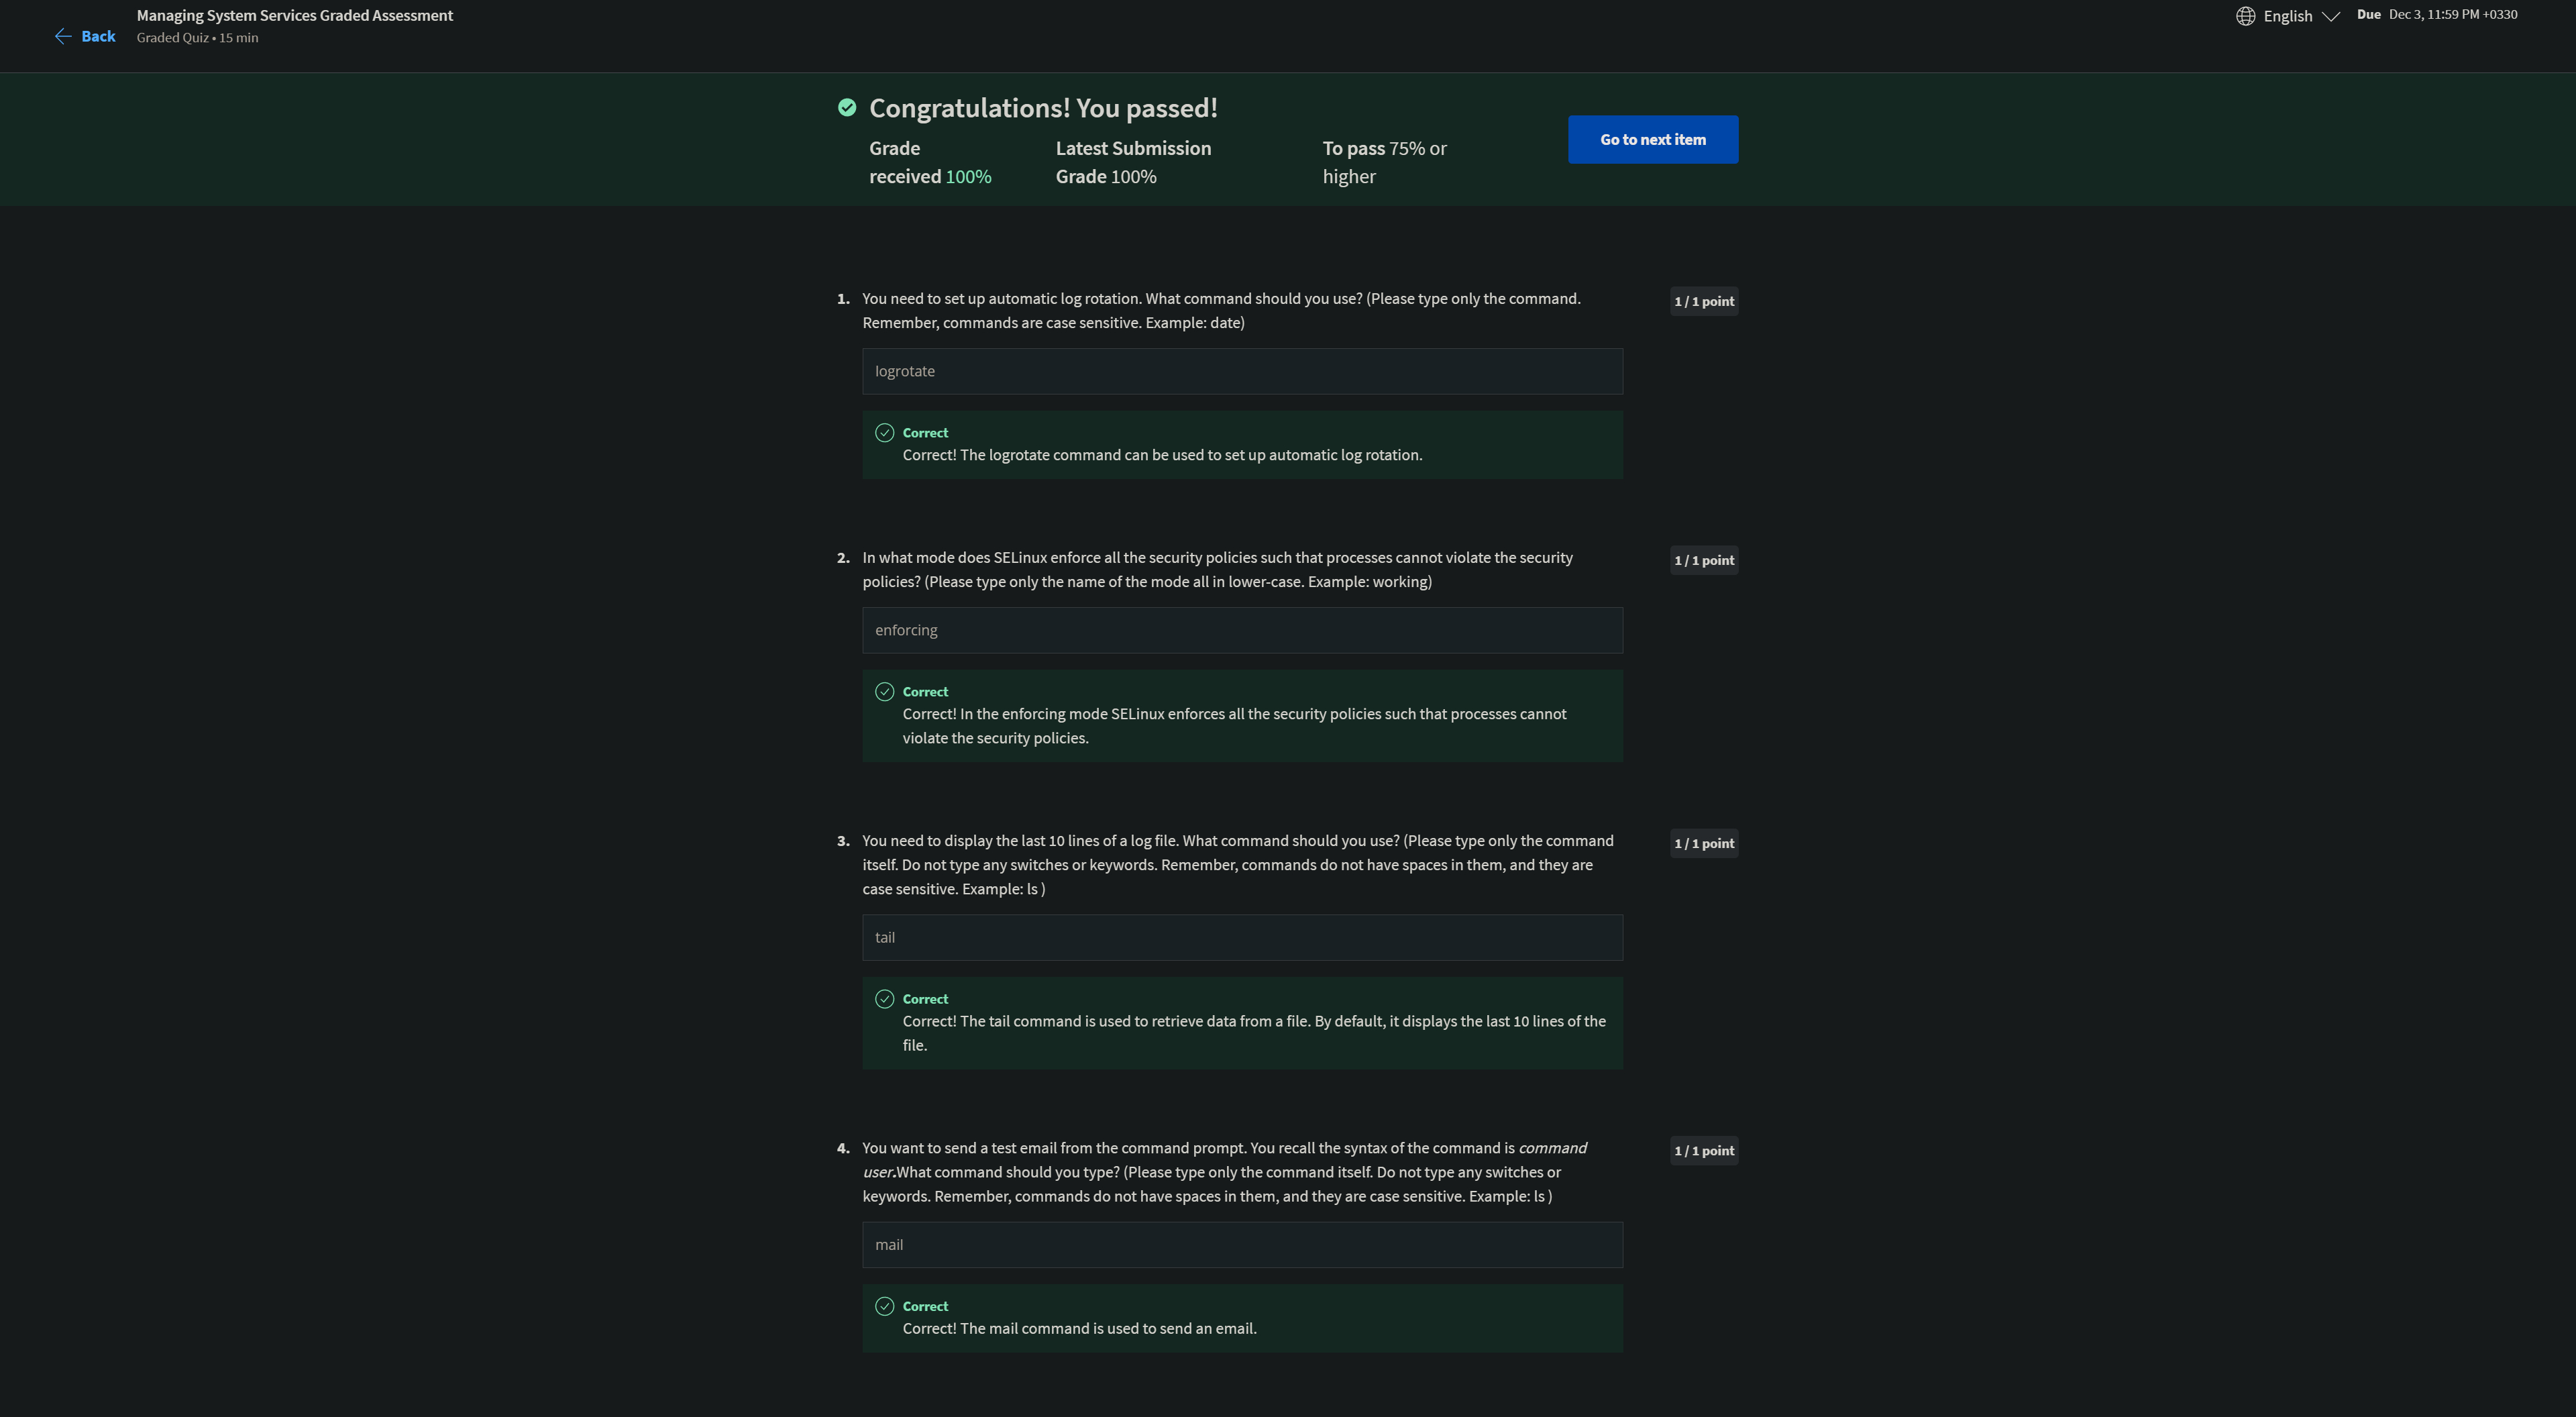 Back
Managing System Services Graded Assessment
Graded Quiz • 15 min
English
Due Dec 3, 11:59 PM +0330
Congratulations! You passed!
Grade
received 100%
Latest Submission
Grade 100%
To pass 75% or
higher
Go to next item
1. You need to set up automatic log rotation. What command should you use? (Please type only the command.
Remember, commands are case sensitive. Example: date)
1 / 1 point
logrotate
Correct
Correct! The logrotate command can be used to set up automatic log rotation.
2. In what mode does SELinux enforce all the security policies such that processes cannot violate the security
policies? (Please type only the name of the mode all in lower-case. Example: working)
1 / 1 point
enforcing
Correct
Correct! In the enforcing mode SELinux enforces all the security policies such that processes cannot
violate the security policies.
3. You need to display the last 10 lines of a log file. What command should you use? (Please type only the command
itself. Do not type any switches or keywords. Remember, commands do not have spaces in them, and they are
case sensitive. Example: ls )
1 / 1 point
tail
Correct
Correct! The tail command is used to retrieve data from a file. By default, it displays the last 10 lines of the
file.
4. You want to send a test email from the command prompt. You recall the syntax of the command is command
user.What command should you type? (Please type only the command itself. Do not type any switches or
keywords. Remember, commands do not have spaces in them, and they are case sensitive. Example: ls )
1 / 1 point
mail
Correct
Correct! The mail command is used to send an email.